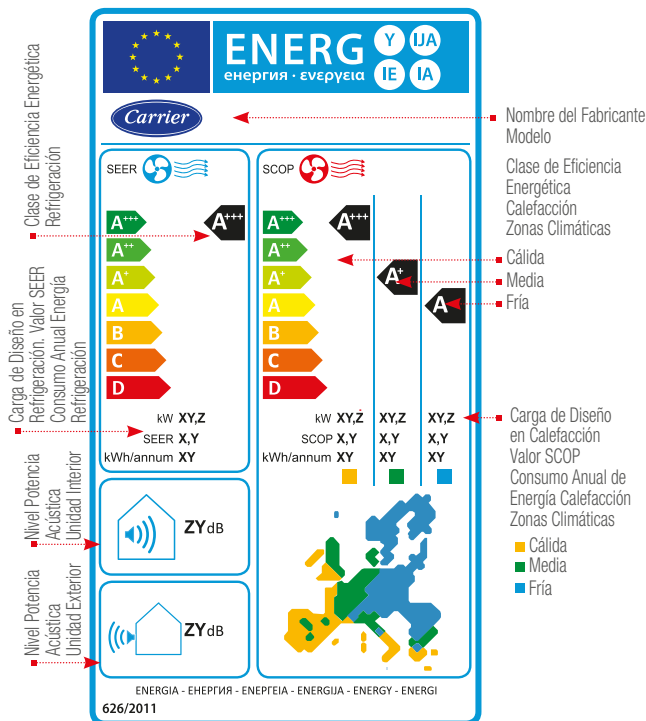 ENERG
енергия · ενεργεια
Y IJA
IE IA
Carrier
Nombre del Fabricante
Modelo
Clase de Eficiencia Energética
Refrigeración
SEER
A+++
A++
A+
A
B
C
D
A+++
kW XY,Z
SEER X,Y
kWh/annum XY
SCOP
A+++
A++
A+
A
B
C
D
A+++
A+
A
kW XY,Z XY,Z XY,Z
SCOP X,Y X,Y X,Y
kWh/annum XY XY XY
Clase de Eficiencia
Energética
Calefacción
Zonas Climáticas
Cálida
Media
Fría
Carga de Diseño en
Refrigeración. Valor SEER
Consumo Anual Energía
Refrigeración
Carga de Diseño
en Calefacción
Valor SCOP
Consumo Anual de
Energía Calefacción
Zonas Climáticas
Cálida
Media
Fría
Nivel Potencia
Acústica
Unidad Interior
ZYdB
Nivel Potencia
Acústica
Unidad Exterior
ZYdB
ENERGIA - ЕНЕРГИЯ - ΕΝΕΡΓΕΙΑ - ENERGIJA - ENERGY - ENERGI
626/2011